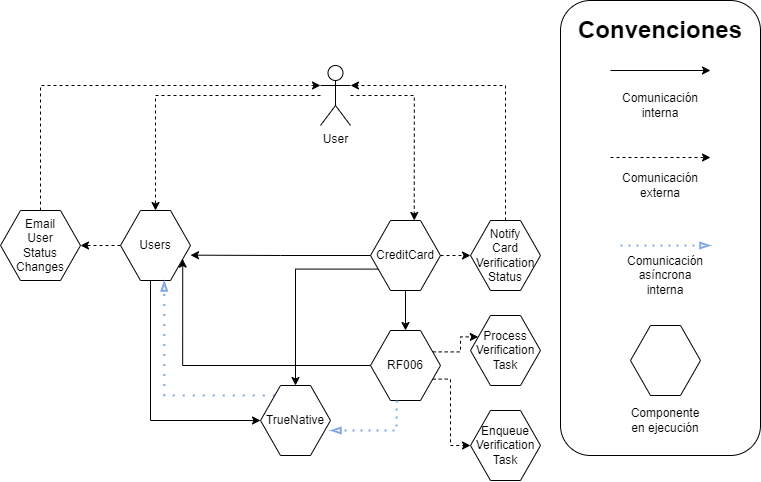 Convenciones
Comunicación
interna
User
Comunicación
externa
Email
User
Status
Changes
Users
CreditCard
Notify
Card
Verification
Status
Comunicación
asíncrona
interna
RF006
Process
Verification
Task
TrueNative
Enqueue
Verification
Task
Componente
en ejecución